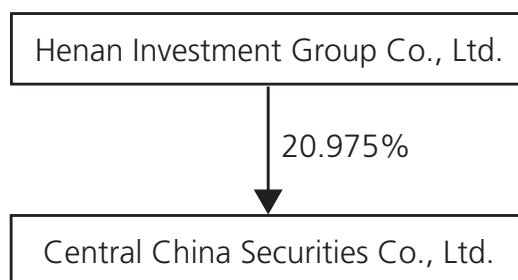 Henan Investment Group Co., Ltd.
20.975%
Central China Securities Co., Ltd.